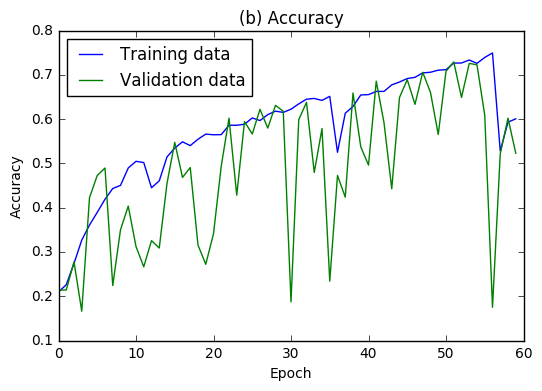 (b) Accuracy
0.8
0.7
0.6
0.5
0.4
0.3
0.2
0.1
Accuracy
Training data
Validation data
0 10 20 30 40 50 60
Epoch